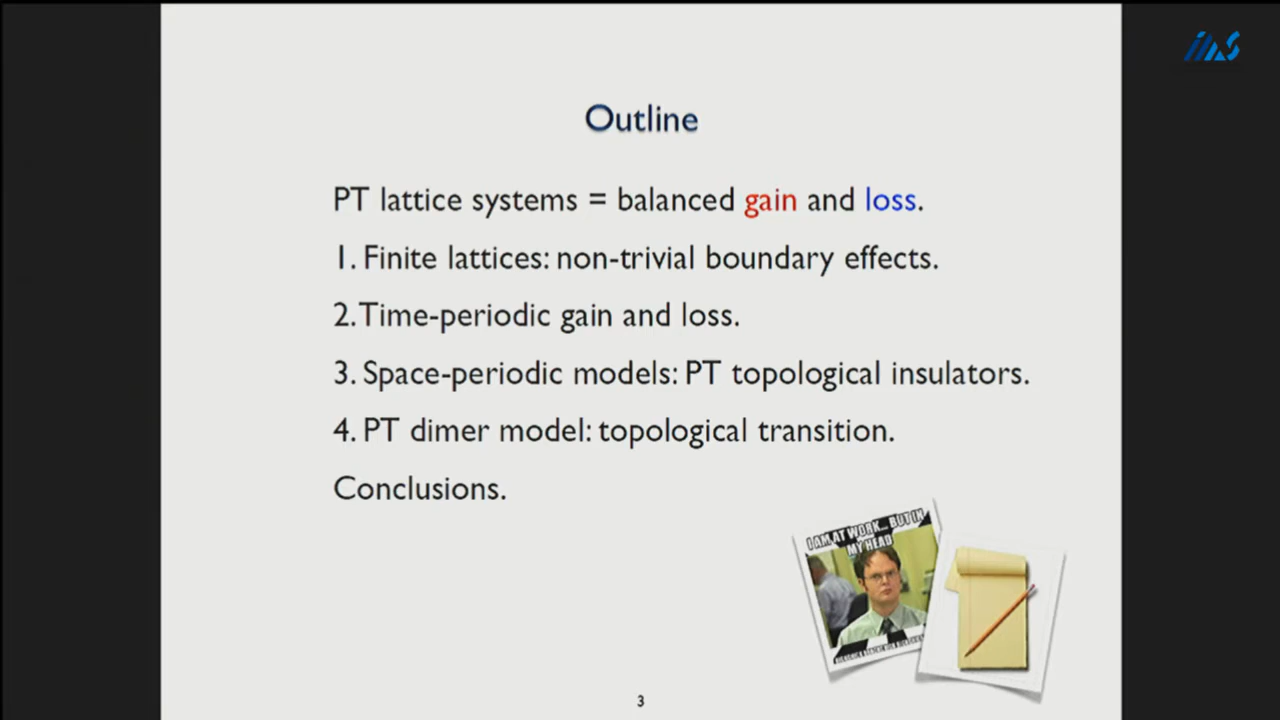 Outline
PT lattice systems = balanced gain and loss.
1. Finite lattices: non-trivial boundary effects.
2. Time-periodic gain and loss.
3. Space-periodic models: PT topological insulators.
4. PT dimer model: topological transition.
Conclusions.
I AM AT WORK... BUT IN
MY HEAD
3